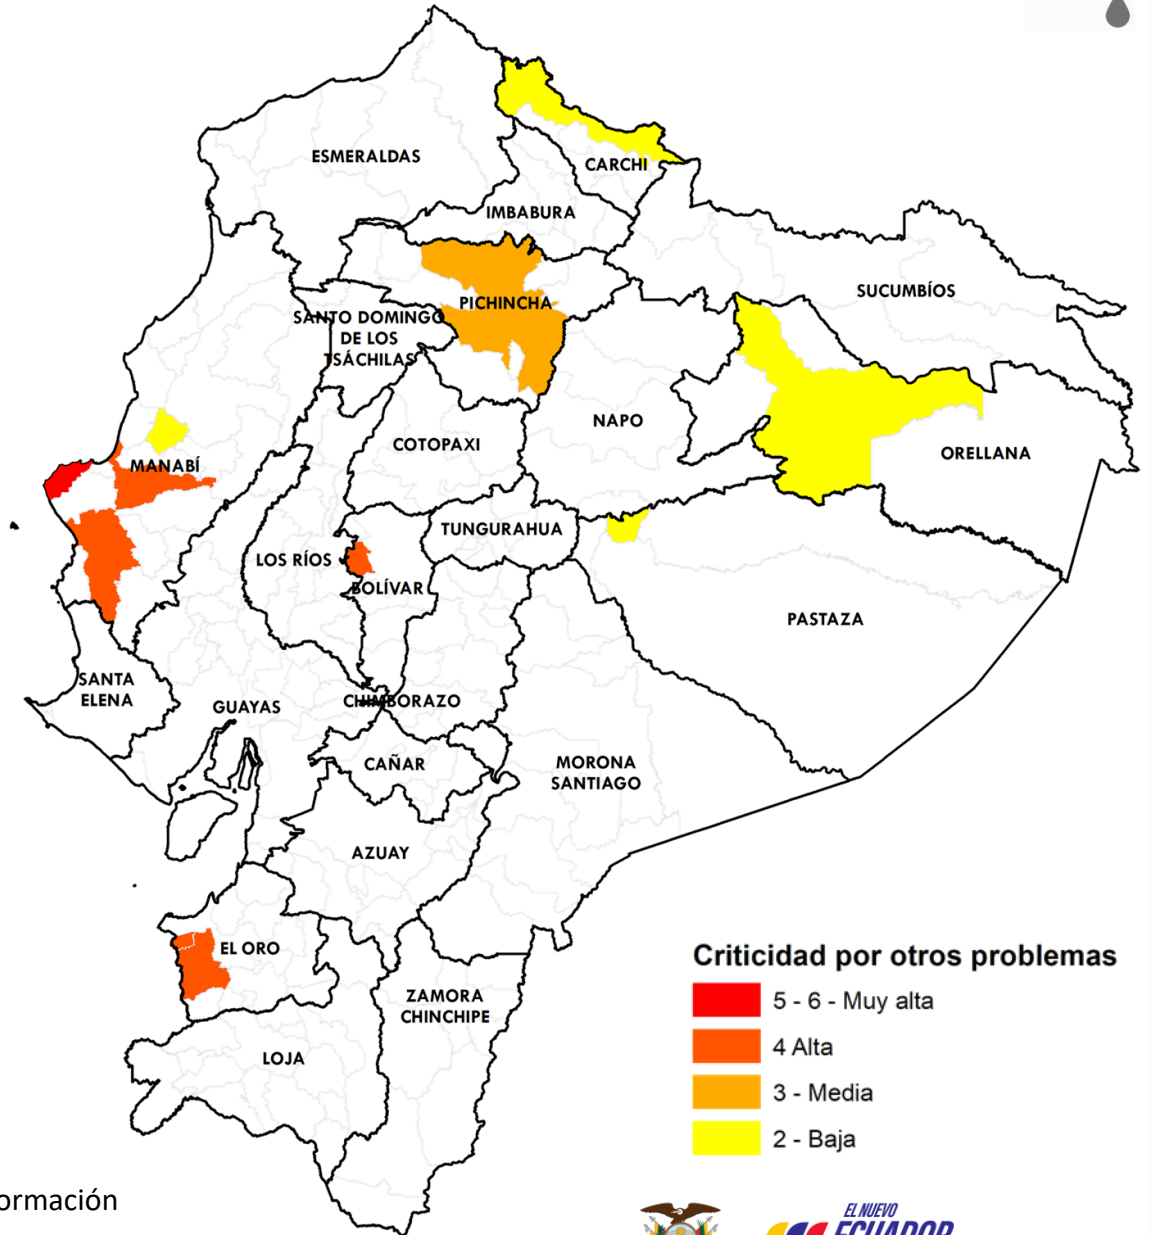 ESMERALDAS
CARCHI
IMBABURA
SUCUMBÍOS
PICHINCHA
SANTO DOMINGO
DE LOS
TSÁCHILAS
NAPO
COTOPAXI
ORELLANA
MANABÍ
TUNGURAHUA
LOS RÍOS
BOLÍVAR
PASTAZA
SANTA
ELENA
GUAYAS
CHIMBORAZO
CAÑAR
MORONA
SANTIAGO
AZUAY
EL ORO
ZAMORA
CHINCHIPE
LOJA
Criticidad por otros problemas
5 - 6 - Muy alta
4 Alta
3 - Media
2 - Baja
ormación
EL NUEVO
ECUADOR